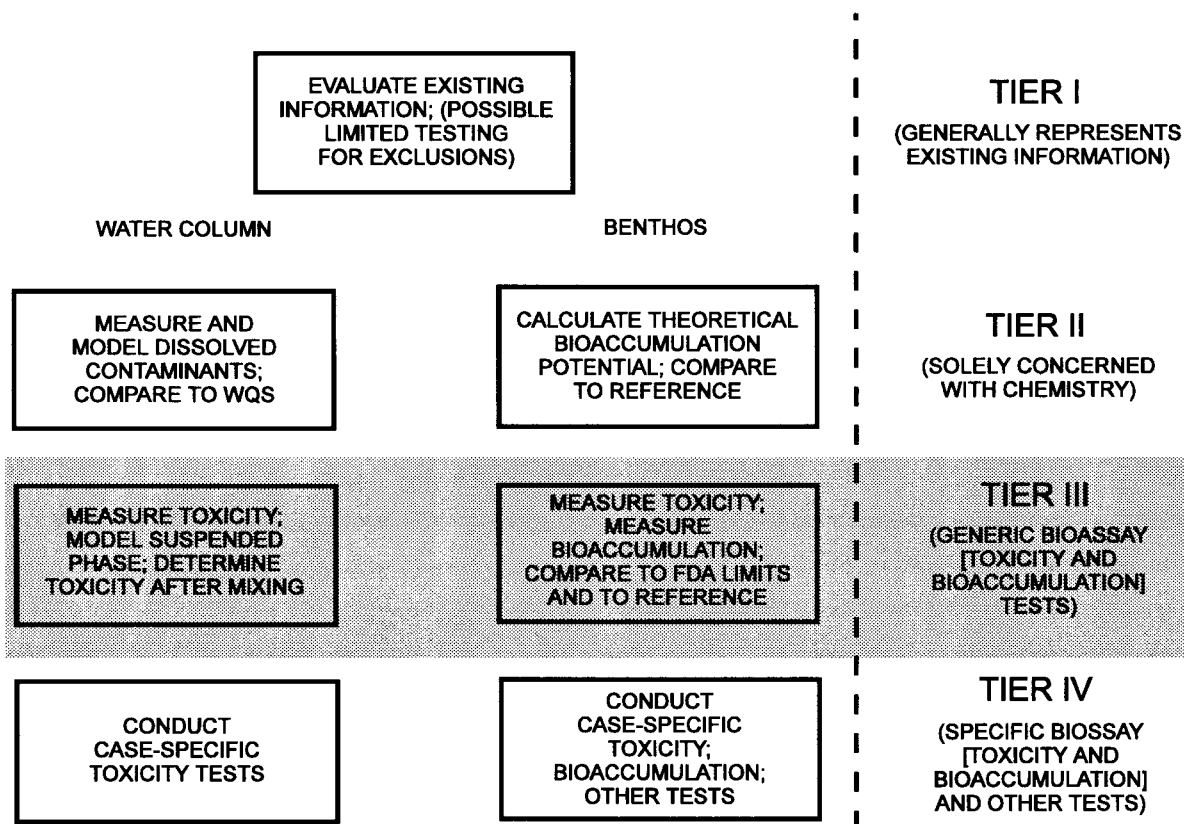 EVALUATE EXISTING
INFORMATION; (POSSIBLE
LIMITED TESTING
FOR EXCLUSIONS)
TIER I
(GENERALLY REPRESENTS
EXISTING INFORMATION)
WATER COLUMN
BENTHOS
MEASURE AND
MODEL DISSOLVED
CONTAMINANTS;
COMPARE TO WQS
CALCULATE THEORETICAL
BIOACCUMULATION
POTENTIAL; COMPARE
TO REFERENCE
TIER II
(SOLELY CONCERNED
WITH CHEMISTRY)
MEASURE TOXICITY;
MODEL SUSPENDED
PHASE; DETERMINE
TOXICITY AFTER MIXING
MEASURE TOXICITY;
MEASURE
BIOACCUMULATION;
COMPARE TO FDA LIMITS
AND TO REFERENCE
TIER III
(GENERIC BIOASSAY
[TOXICITY AND
BIOACCUMULATION]
TESTS)
CONDUCT
CASE-SPECIFIC
TOXICITY TESTS
CONDUCT
CASE-SPECIFIC
TOXICITY;
BIOACCUMULATION;
OTHER TESTS
TIER IV
(SPECIFIC BIOSSAY
[TOXICITY AND
BIOACCUMULATION]
AND OTHER TESTS)